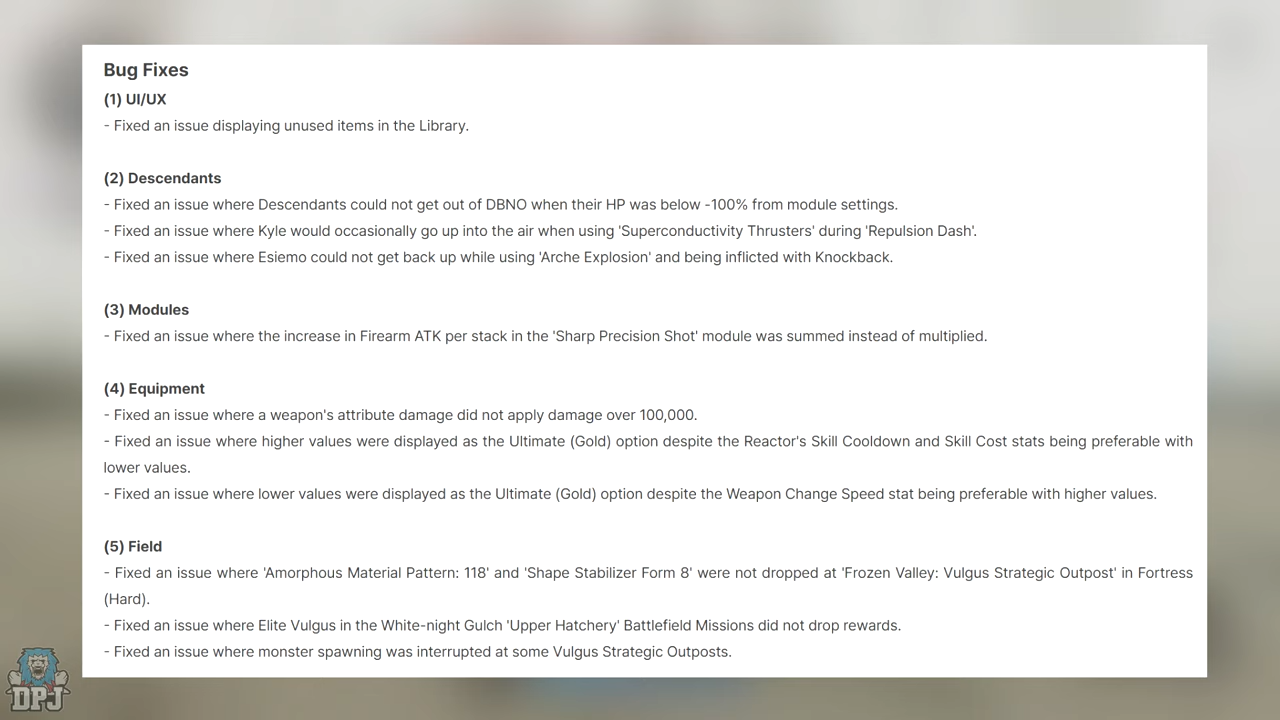 Bug Fixes
(1) UI/UX
- Fixed an issue displaying unused items in the Library.
(2) Descendants
- Fixed an issue where Descendants could not get out of DBNO when their HP was below -100% from module settings.
- Fixed an issue where Kyle would occasionally go up into the air when using 'Superconductivity Thrusters' during 'Repulsion Dash'.
- Fixed an issue where Esiemo could not get back up while using 'Arche Explosion' and being inflicted with Knockback.
(3) Modules
- Fixed an issue where the increase in Firearm ATK per stack in the 'Sharp Precision Shot' module was summed instead of multiplied.
(4) Equipment
- Fixed an issue where a weapon's attribute damage did not apply damage over 100,000.
- Fixed an issue where higher values were displayed as the Ultimate (Gold) option despite the Reactor's Skill Cooldown and Skill Cost stats being preferable with
lower values.
- Fixed an issue where lower values were displayed as the Ultimate (Gold) option despite the Weapon Change Speed stat being preferable with higher values.
(5) Field
- Fixed an issue where 'Amorphous Material Pattern: 118' and 'Shape Stabilizer Form 8' were not dropped at 'Frozen Valley: Vulgus Strategic Outpost' in Fortress
(Hard).
- Fixed an issue where Elite Vulgus in the White-night Gulch 'Upper Hatchery' Battlefield Missions did not drop rewards.
- Fixed an issue where monster spawning was interrupted at some Vulgus Strategic Outposts.
DPJ